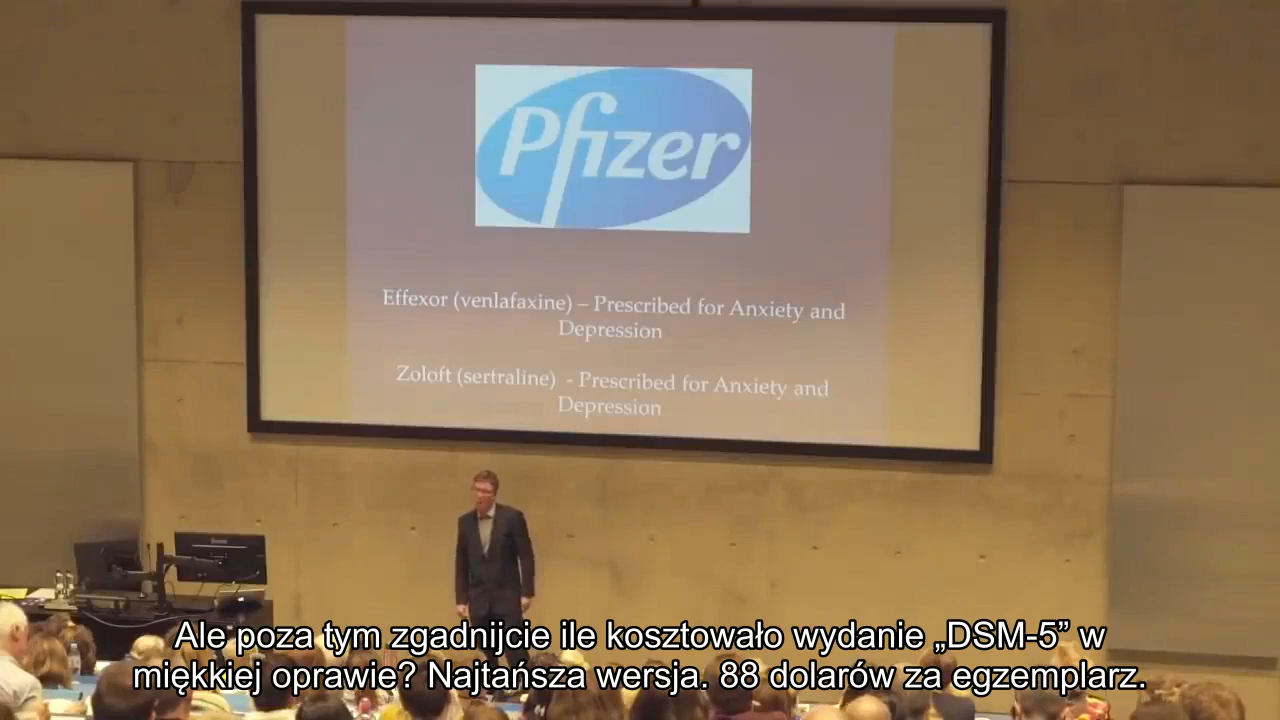 Pfizer
Effexor (venlafaxine) – Prescribed for Anxiety and
Depression
Zoloft (sertraline) - Prescribed for Anxiety and
Depression
Ale poza tym zgadnijcie ile kosztowało wydanie „DSM-5” w
miękkiej oprawie? Najtańsza wersja. 88 dolarów za egzemplarz.